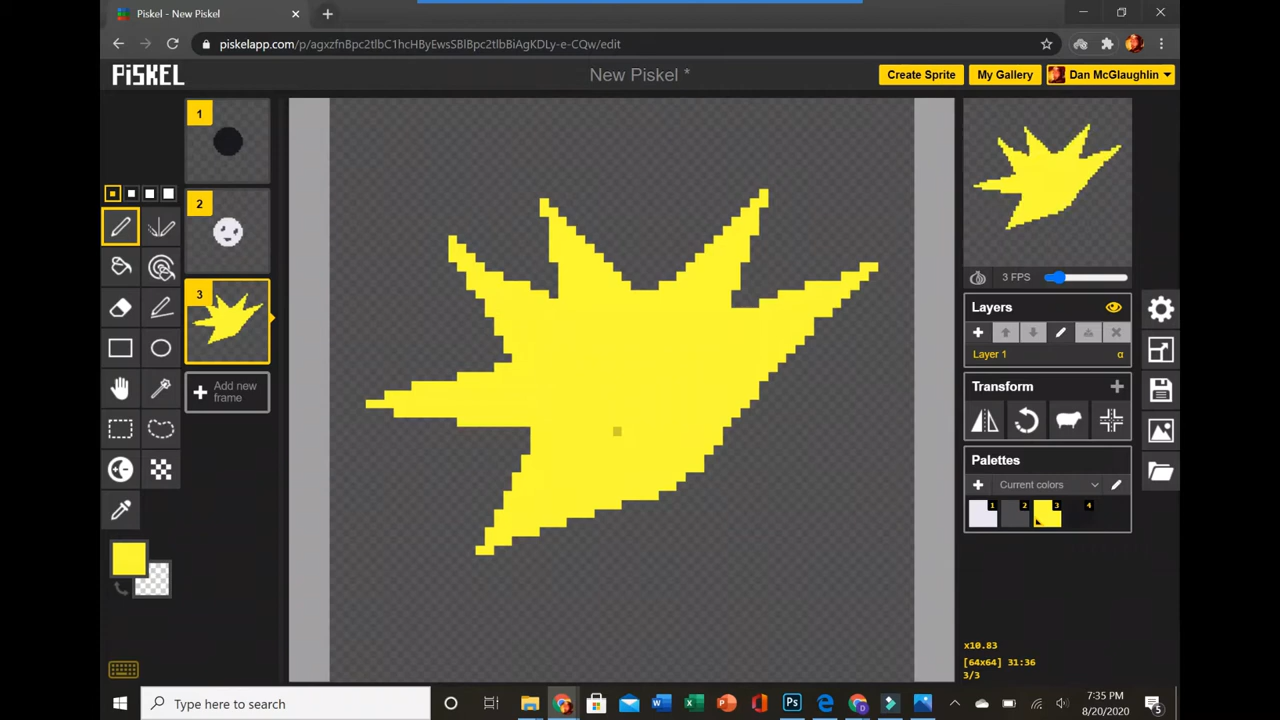 Piskel - New Piskel
piskelapp.com/p/agxzfnBpc2tlbC1hcHByEwsSBlBpc2tlbBiAgKDLy-e-CQw/edit
PiSKEL
New Piskel *
Create Sprite
My Gallery
Dan McGlaughlin
1
2
3
Add new
frame
3 FPS
Layers
Layer 1
α
Transform
Palettes
Current colors
1
2
3
4
x10.83
[64x64] 31:36
3/3
Type here to search
7:35 PM
8/20/2020
5